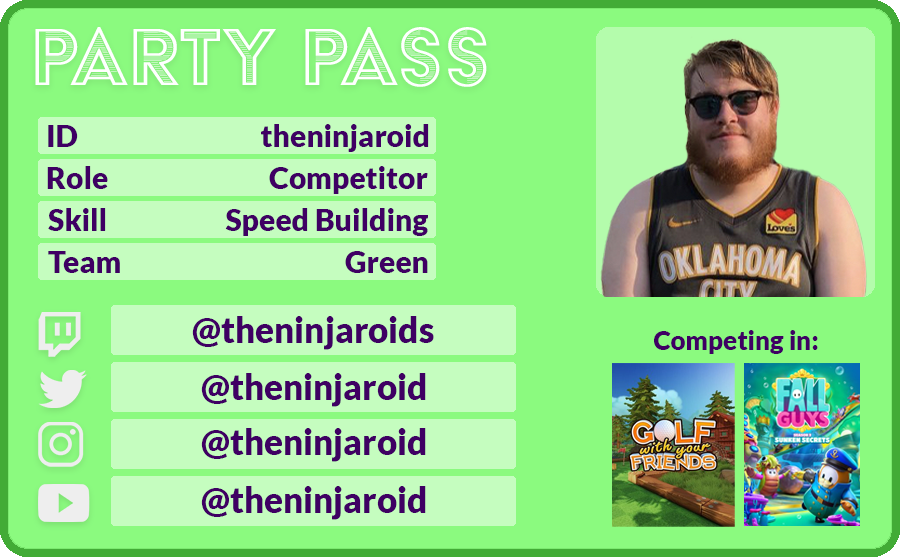 PARTY PASS
ID theninjaroid
Role Competitor
Skill Speed Building
Team Green
@theninjaroids
@theninjaroid
@theninjaroid
@theninjaroid
Love's
OKLAHOMA
CITY
Competing in:
GOLF
with your
FRIENDS
FALL
GUYS
SUNKEN SECRETS